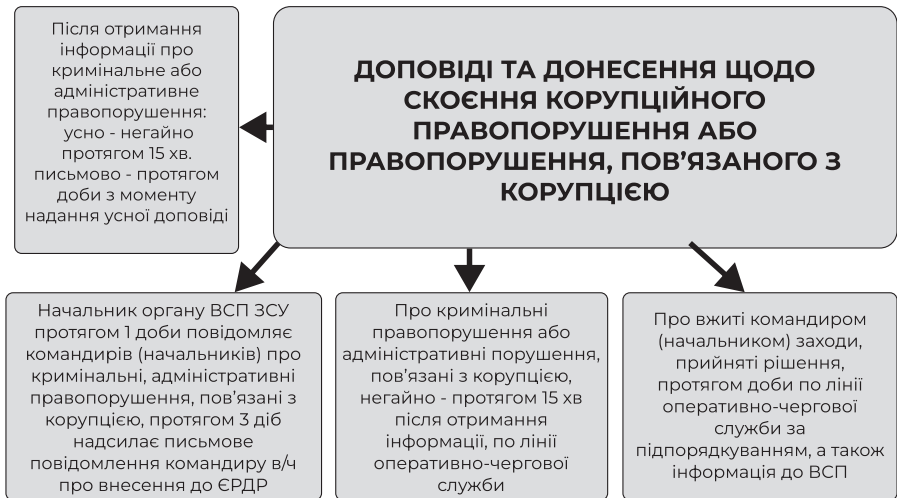 Після отримання
інформації про
кримінальне або
адміністративне
правопорушення:
усно - негайно
протягом 15 хв.
письмово - протягом
доби з моменту
надання усної доповіді
ДОПОВІДІ ТА ДОНЕСЕННЯ ЩОДО
СКОЄННЯ КОРУПЦІЙНОГО
ПРАВОПОРУШЕННЯ АБО
ПРАВОПОРУШЕННЯ, ПОВ’ЯЗАНОГО З
КОРУПЦІЄЮ
Начальник органу ВСП ЗСУ
протягом 1 доби повідомляє
командирів (начальників) про
кримінальні, адміністративні
правопорушення, пов’язані з
корупцією, протягом 3 діб
надсилає письмове
повідомлення командиру в/ч
про внесення до ЄРДР
Про кримінальні
правопорушення або
адміністративні порушення,
пов’язані з корупцією,
негайно - протягом 15 хв
після отримання
інформації, по лінії
оперативно-чергової
служби
Про вжиті командиром
(начальником) заходи,
прийняті рішення,
протягом доби по лінії
оперативно-чергової
служби за
підпорядкуванням, а також
інформація до ВСП